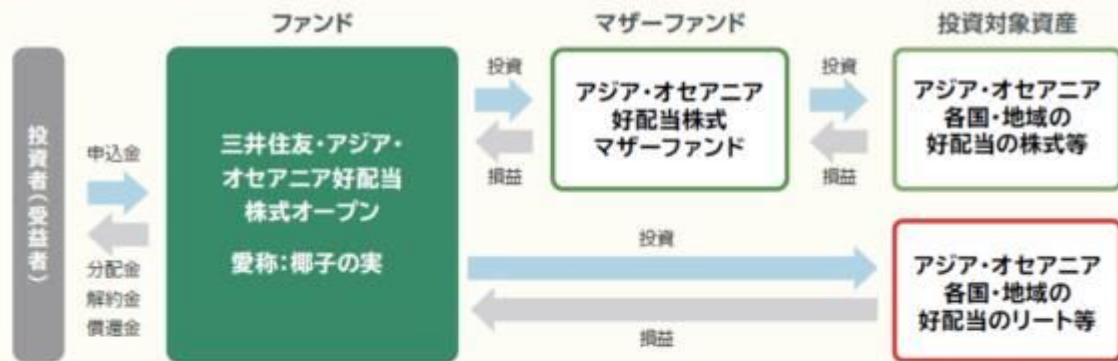 ファンド
マザーファンド
投資対象資産
投資者(受益者)
申込金
分配金
解約金
償還金
三井住友・アジア・
オセアニア好配当
株式オープン
愛称:椰子の実
投資
損益
アジア・オセアニア
好配当株式
マザーファンド
投資
損益
アジア・オセアニア
各国・地域の
好配当の株式等
投資
損益
アジア・オセアニア
各国・地域の
好配当のリート等